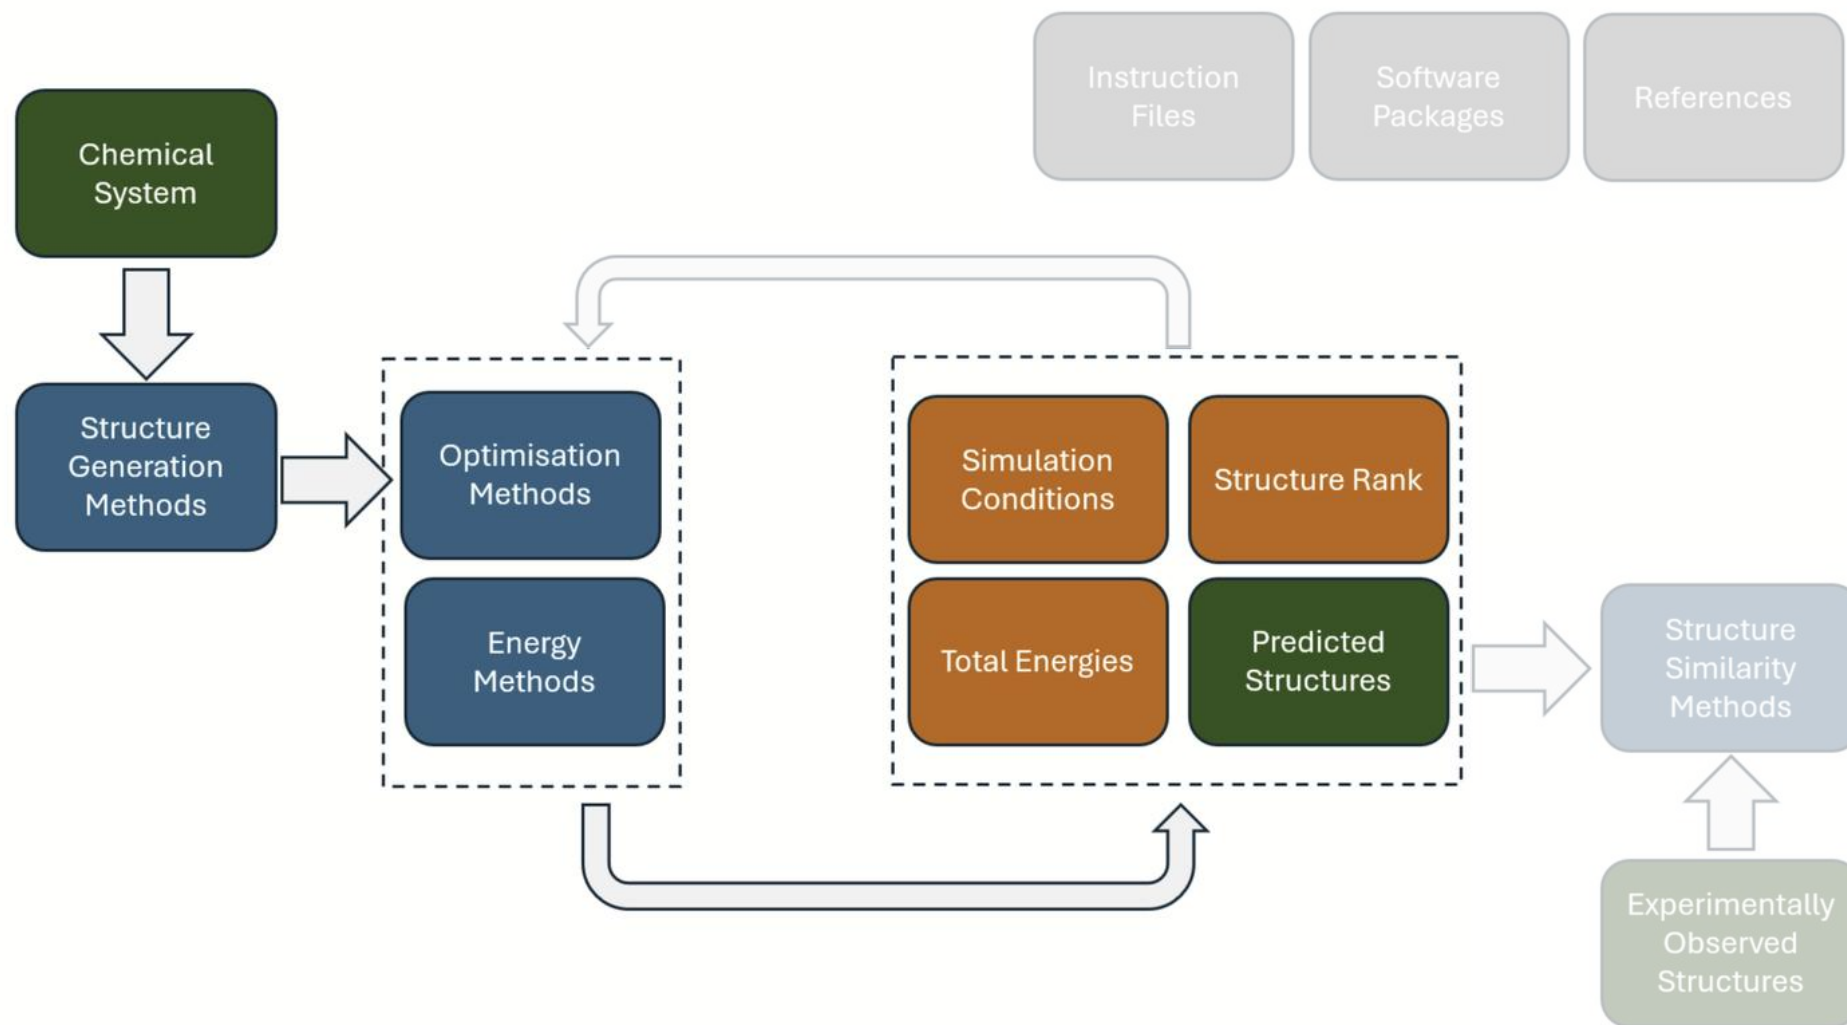 Instruction
Files
Software
Packages
References
Chemical
System
Structure
Generation
Methods
Optimisation
Methods
Energy
Methods
Simulation
Conditions
Structure Rank
Total Energies
Predicted
Structures
Structure
Similarity
Methods
Experimentally
Observed
Structures